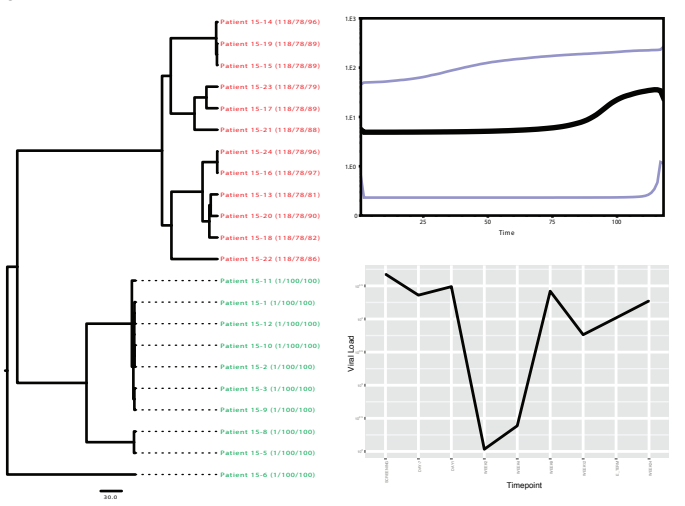 Patient 15-14 (118/78/96)
Patient 15-19 (118/78/89)
Patient 15-15 (118/78/89)
Patient 15-23 (118/78/79)
Patient 15-17 (118/78/89)
Patient 15-21 (118/78/88)
Patient 15-24 (118/78/96)
Patient 15-16 (118/78/97)
Patient 15-13 (118/78/81)
Patient 15-20 (118/78/90)
Patient 15-18 (118/78/82)
Patient 15-22 (118/78/86)
Patient 15-11 (1/100/100)
Patient 15-1 (1/100/100)
Patient 15-12 (1/100/100)
Patient 15-10 (1/100/100)
Patient 15-2 (1/100/100)
Patient 15-3 (1/100/100)
Patient 15-9 (1/100/100)
Patient 15-8 (1/100/100)
Patient 15-5 (1/100/100)
Patient 15-6 (1/100/100)
30.0
1.E3
1.E2
1.E1
1.E0
0
25
50
75
100
Time
Viral Load
Timepoint